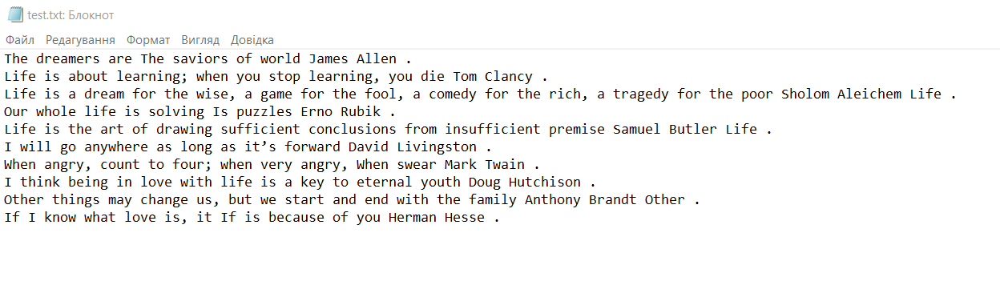 test.txt: Блокнот
Файл Редагування Формат Вигляд Довідка
The dreamers are The saviors of world James Allen .
Life is about learning; when you stop learning, you die Tom Clancy .
Life is a dream for the wise, a game for the fool, a comedy for the rich, a tragedy for the poor Sholom Aleichem Life .
Our whole life is solving Is puzzles Erno Rubik .
Life is the art of drawing sufficient conclusions from insufficient premise Samuel Butler Life .
I will go anywhere as long as it’s forward David Livingston .
When angry, count to four; when very angry, When swear Mark Twain .
I think being in love with life is a key to eternal youth Doug Hutchison .
Other things may change us, but we start and end with the family Anthony Brandt Other .
If I know what love is, it If is because of you Herman Hesse .